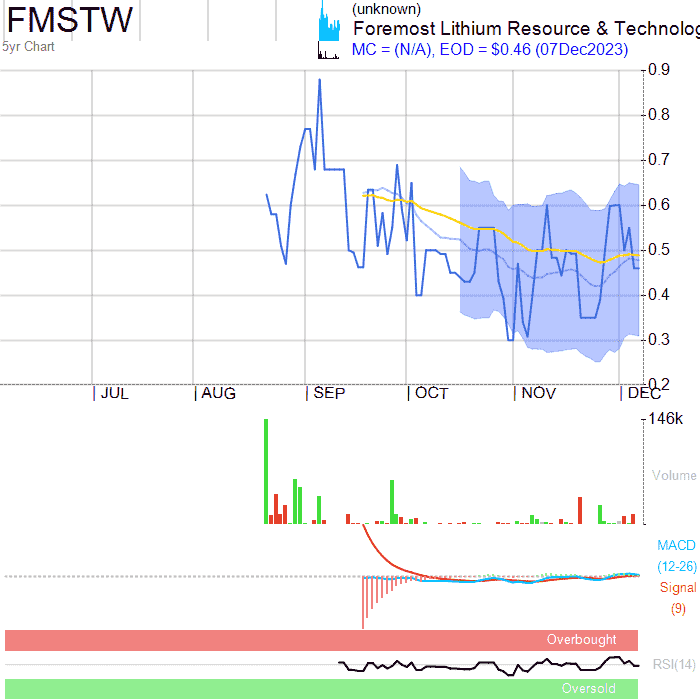 FMSTW
5yr Chart
(unknown)
Foremost Lithium Resource & Technolog
MC = (N/A), EOD = $0.46 (07Dec2023)
0.9
0.8
0.7
0.6
0.5
0.4
0.3
0.2
JUL AUG SEP OCT NOV DEC
146k
Volume
MACD
(12-26)
Signal
(9)
Overbought
RSI(14)
Oversold